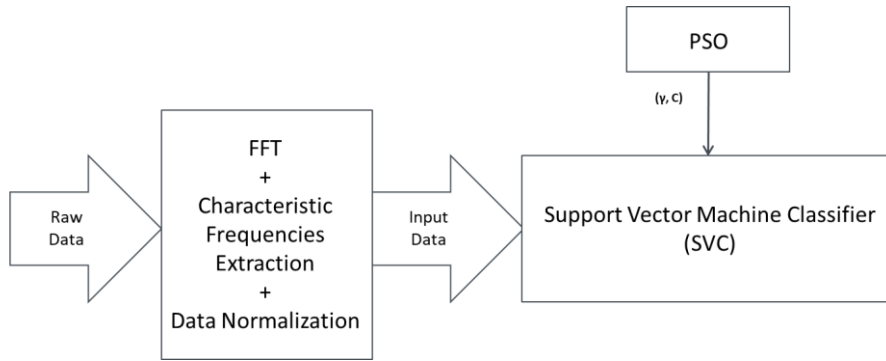 PSO
(γ, C)
Raw
Data
FFT
+
Characteristic
Frequencies
Extraction
+
Data Normalization
Input
Data
Support Vector Machine Classifier
(SVC)